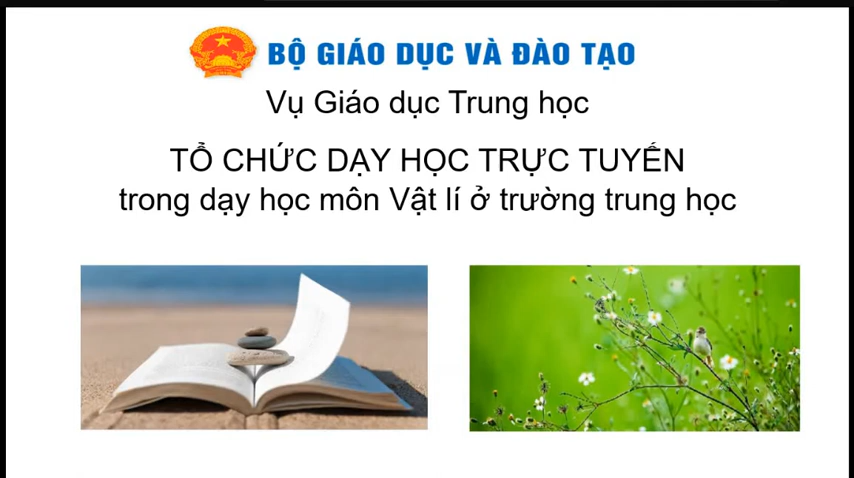 BỘ GIÁO DỤC VÀ ĐÀO TẠO
Vụ Giáo dục Trung học
TỔ CHỨC DẠY HỌC TRỰC TUYẾN
trong dạy học môn Vật lí ở trường trung học